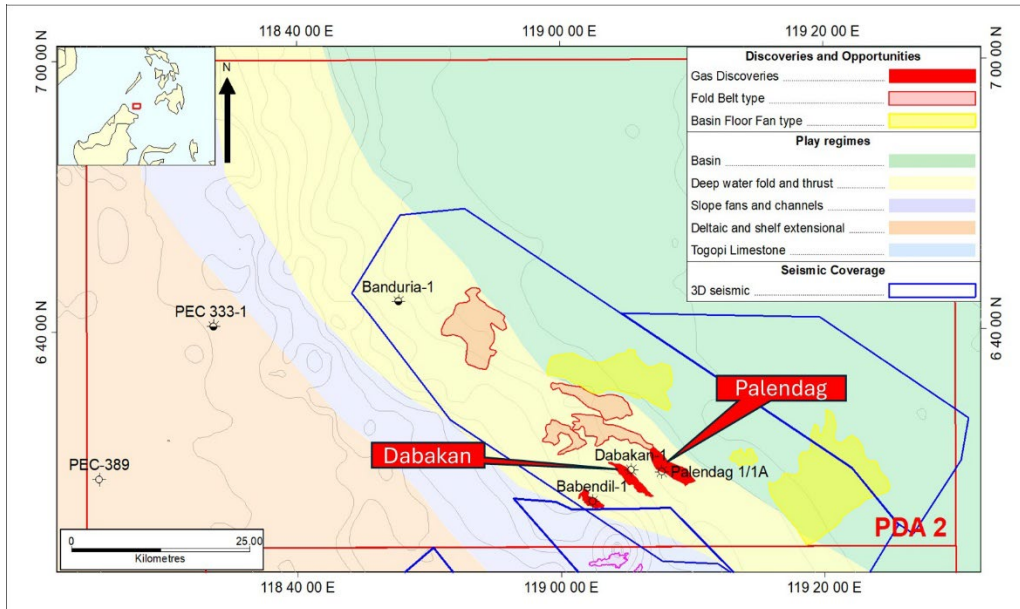 118 40 00 E
119 00 00 E
119 20 00 E
7 00 00 N
7 00 00 N
N
Discoveries and Opportunities
Gas Discoveries
Fold Belt type
Basin Floor Fan type
Play regimes
Basin
Deep water fold and thrust
Slope fans and channels
Deltaic and shelf extensional
Togopi Limestone
Seismic Coverage
3D seismic
Banduria-1
PEC 333-1
6 40 00 N
6 40 00 N
Palendag
Dabakan
Dabakan-1
Palendag 1/1A
PEC-389
Babendil-1
PDA 2
0 25.00
Kilometres
118 40 00 E
119 00 00 E
119 20 00 E